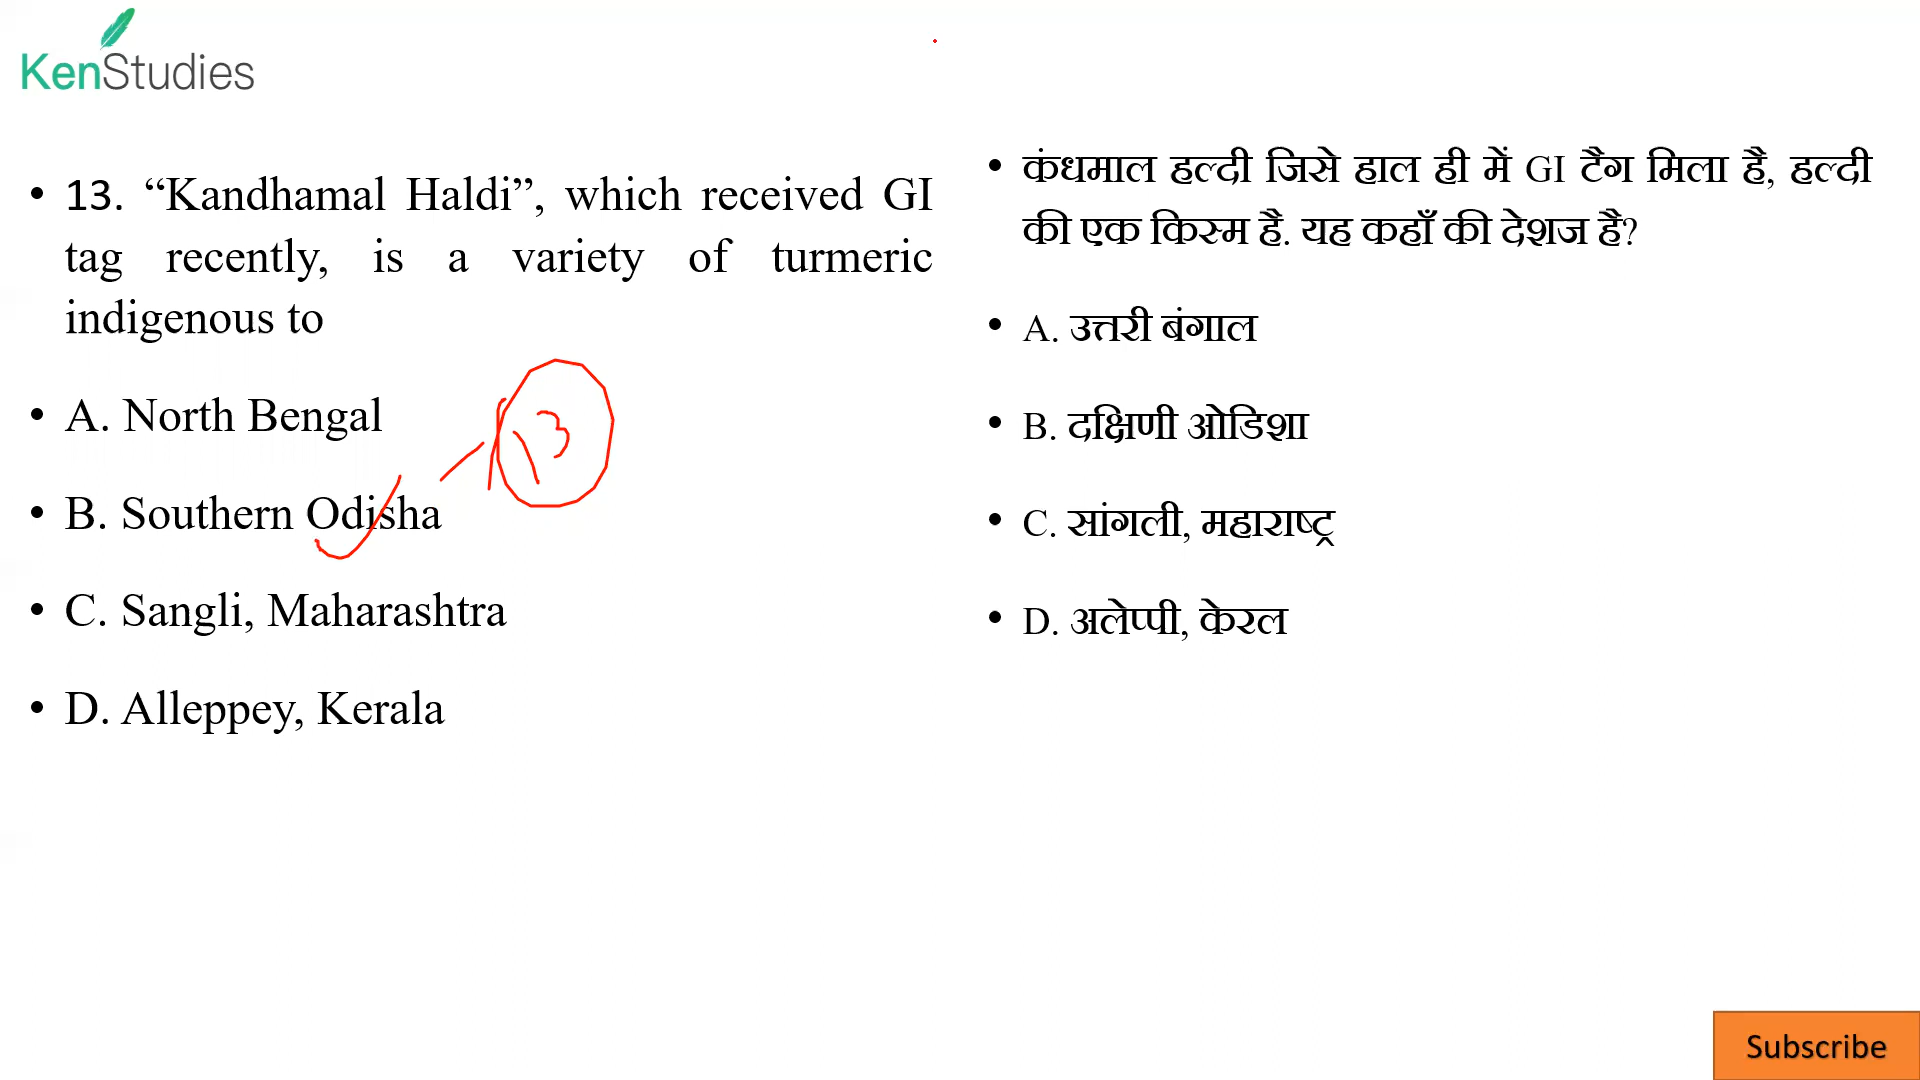 KenStudies
• 13. “Kandhamal Haldi”, which received GI
tag recently, is a variety of turmeric
indigenous to
• A. North Bengal
13
• B. Southern Odisha
• C. Sangli, Maharashtra
• D. Alleppey, Kerala
• कंधमाल हल्दी जिसे हाल ही में GI टैग मिला है, हल्दी
की एक किस्म है. यह कहाँ की देशज है?
• A. उत्तरी बंगाल
• B. दक्षिणी ओडिशा
• C. सांगली, महाराष्ट्र
• D. अलेप्पी, केरल
Subscribe